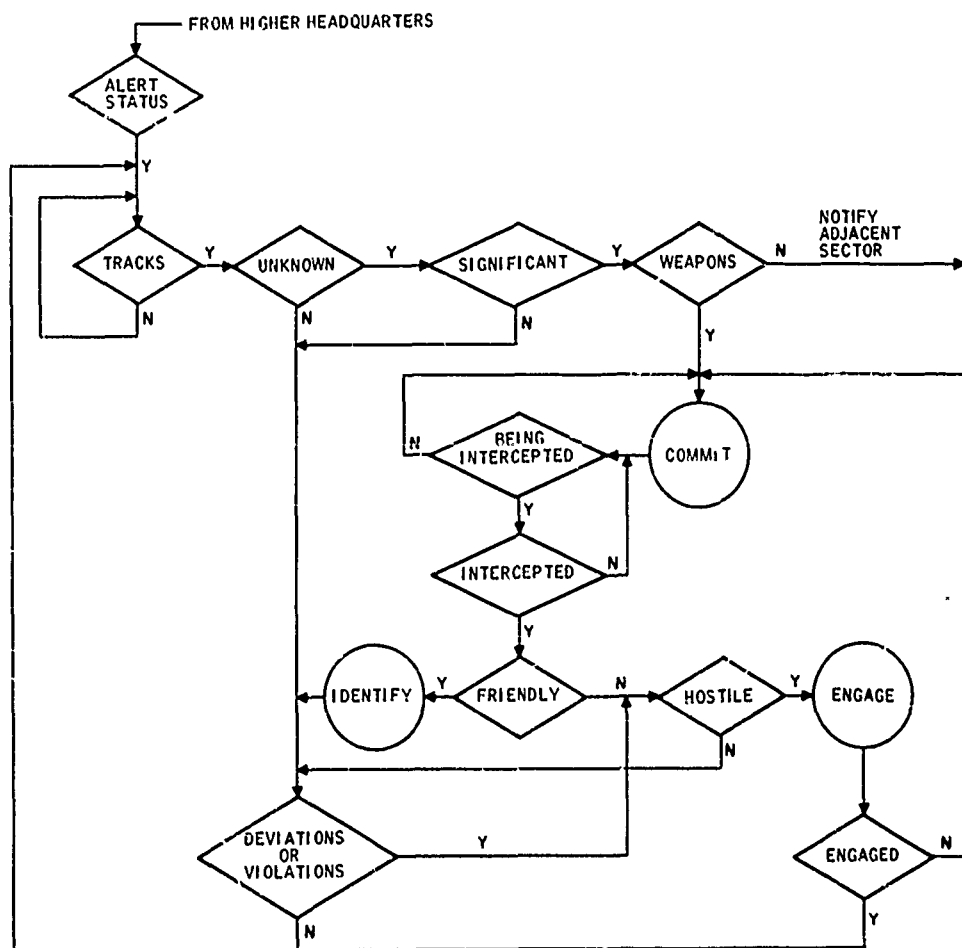 FROM HIGHER HEADQUARTERS
ALERT
STATUS
Y
TRACKS
Y
UNKNOWN
Y
SIGNIFICANT
Y
WEAPONS
N
NOTIFY
ADJACENT
SECTOR
N
N
N
Y
N
BEING
INTERCEPTED
COMMIT
Y
INTERCEPTED
N
Y
IDENTIFY
Y
FRIENDLY
N
HOSTILE
Y
ENGAGE
N
DEVIATIONS
OR
VIOLATIONS
Y
ENGAGED
N
N
Y